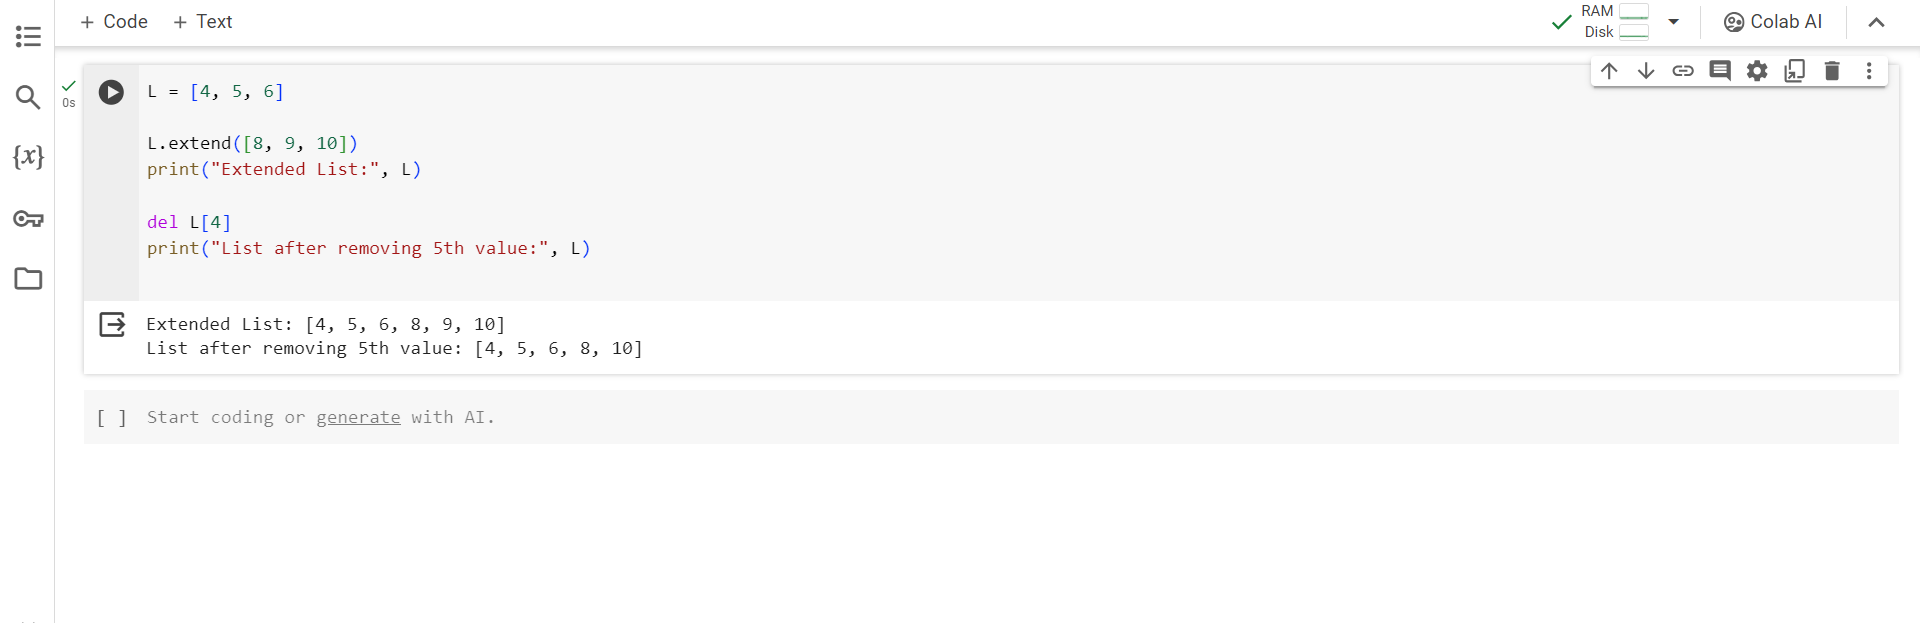 + Code + Text
RAM
Disk
Colab AI
{x}
0s
L = [4, 5, 6]
L.extend([8, 9, 10])
print("Extended List:", L)
del L[4]
print("List after removing 5th value:", L)
Extended List: [4, 5, 6, 8, 9, 10]
List after removing 5th value: [4, 5, 6, 8, 10]
[ ] Start coding or generate with AI.